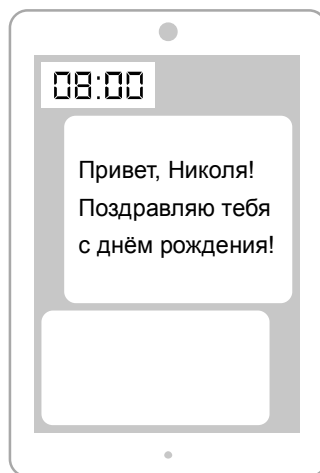 08:00
Привет, Николя!
Поздравляю тебя
с днём рождения!